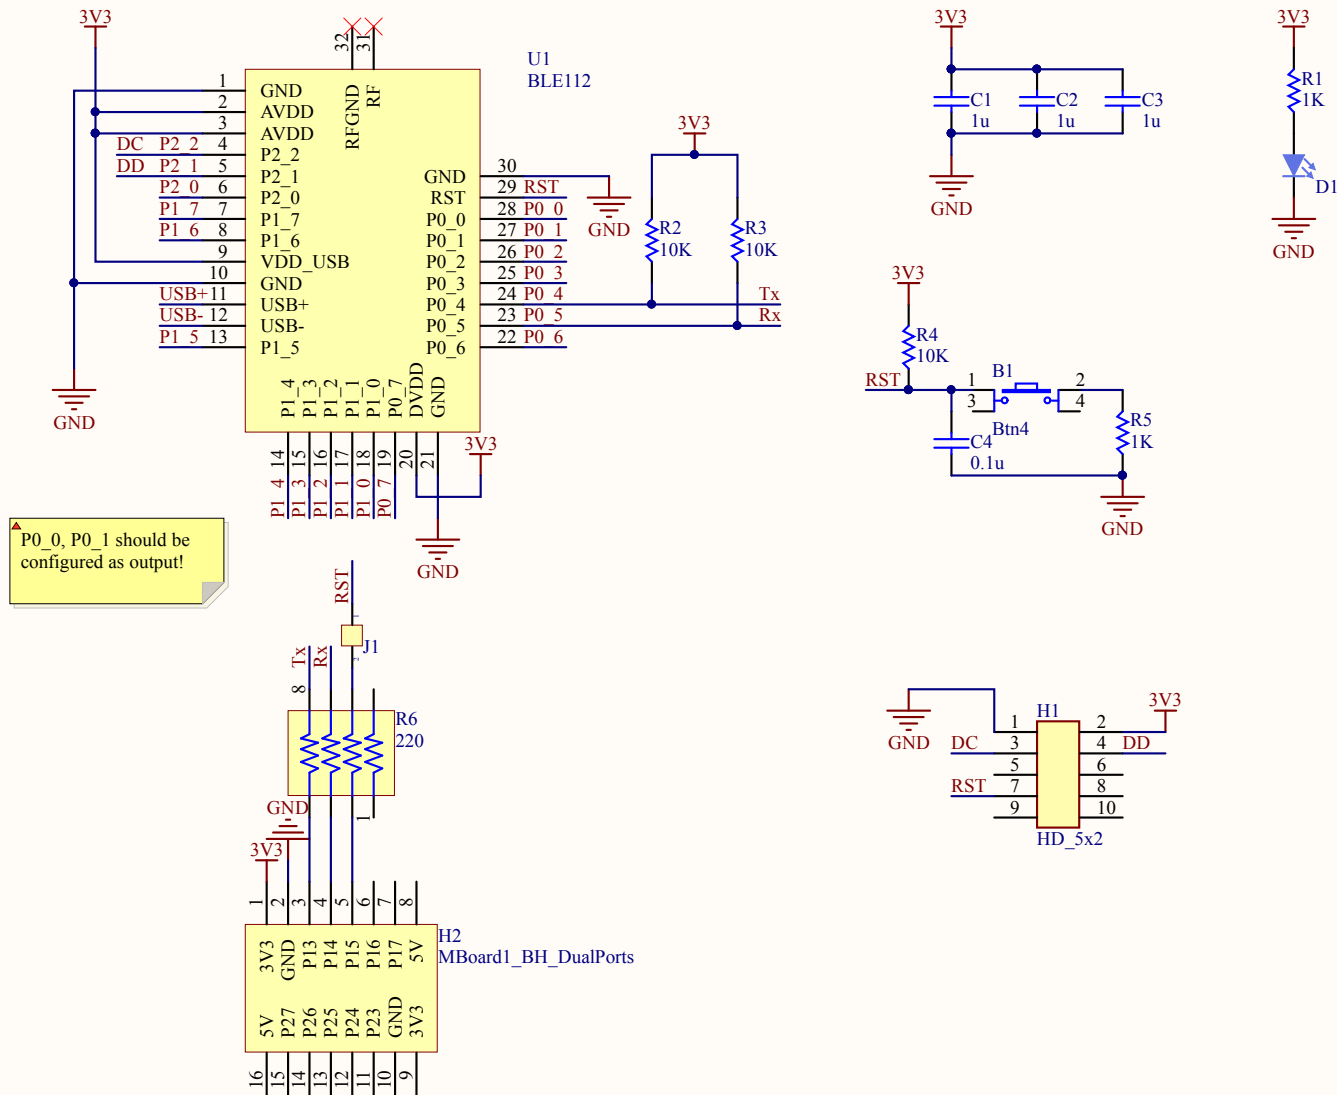 3V3
32
31
U1
BLE112
RFGND
RF
1 GND
2 AVDD
3 AVDD
DC P2_2 4 P2_2
DD P2_1 5 P2_1
P2_0 6 P2_0
P1_7 7 P1_7
P1_6 8 P1_6
9 VDD_USB
10 GND
USB+ 11 USB+
USB- 12 USB-
P1_5 13 P1_5
GND
GND 30
RST 29 RST
P0_0 28 P0_0
P0_1 27 P0_1
P0_2 26 P0_2
P0_3 25 P0_3
P0_4 24 P0_4
P0_5 23 P0_5
P0_6 22 P0_6
GND
3V3
R2
10K
R3
10K
Tx
Rx
P1_4 14 P1_4
P1_3 15 P1_3
P1_2 16 P1_2
P1_1 17 P1_1
P1_0 18 P1_0
P0_7 19 P0_7
DVDD 20
GND 21
3V3
GND
3V3
C1
1u
C2
1u
C3
1u
GND
3V3
R1
1K
D1
GND
3V3
R4
10K
RST
B1
1
2
3
4
Btn4
C4
0.1u
R5
1K
GND
P0_0, P0_1 should be
configured as output!
RST
1
J1
2
Tx
Rx
8
R6
220
1
GND
3V3
1 2 3 4 5 6 7 8
3V3 GND P13 P14 P15 P16 P17 5V
H2
MBoard1_BH_DualPorts
5V P27 P26 P25 P24 P23 GND 3V3
16 15 14 13 12 11 10 9
GND
3V3
H1
1 2
DC 3 4 DD
5 6
RST 7 8
9 10
HD_5x2